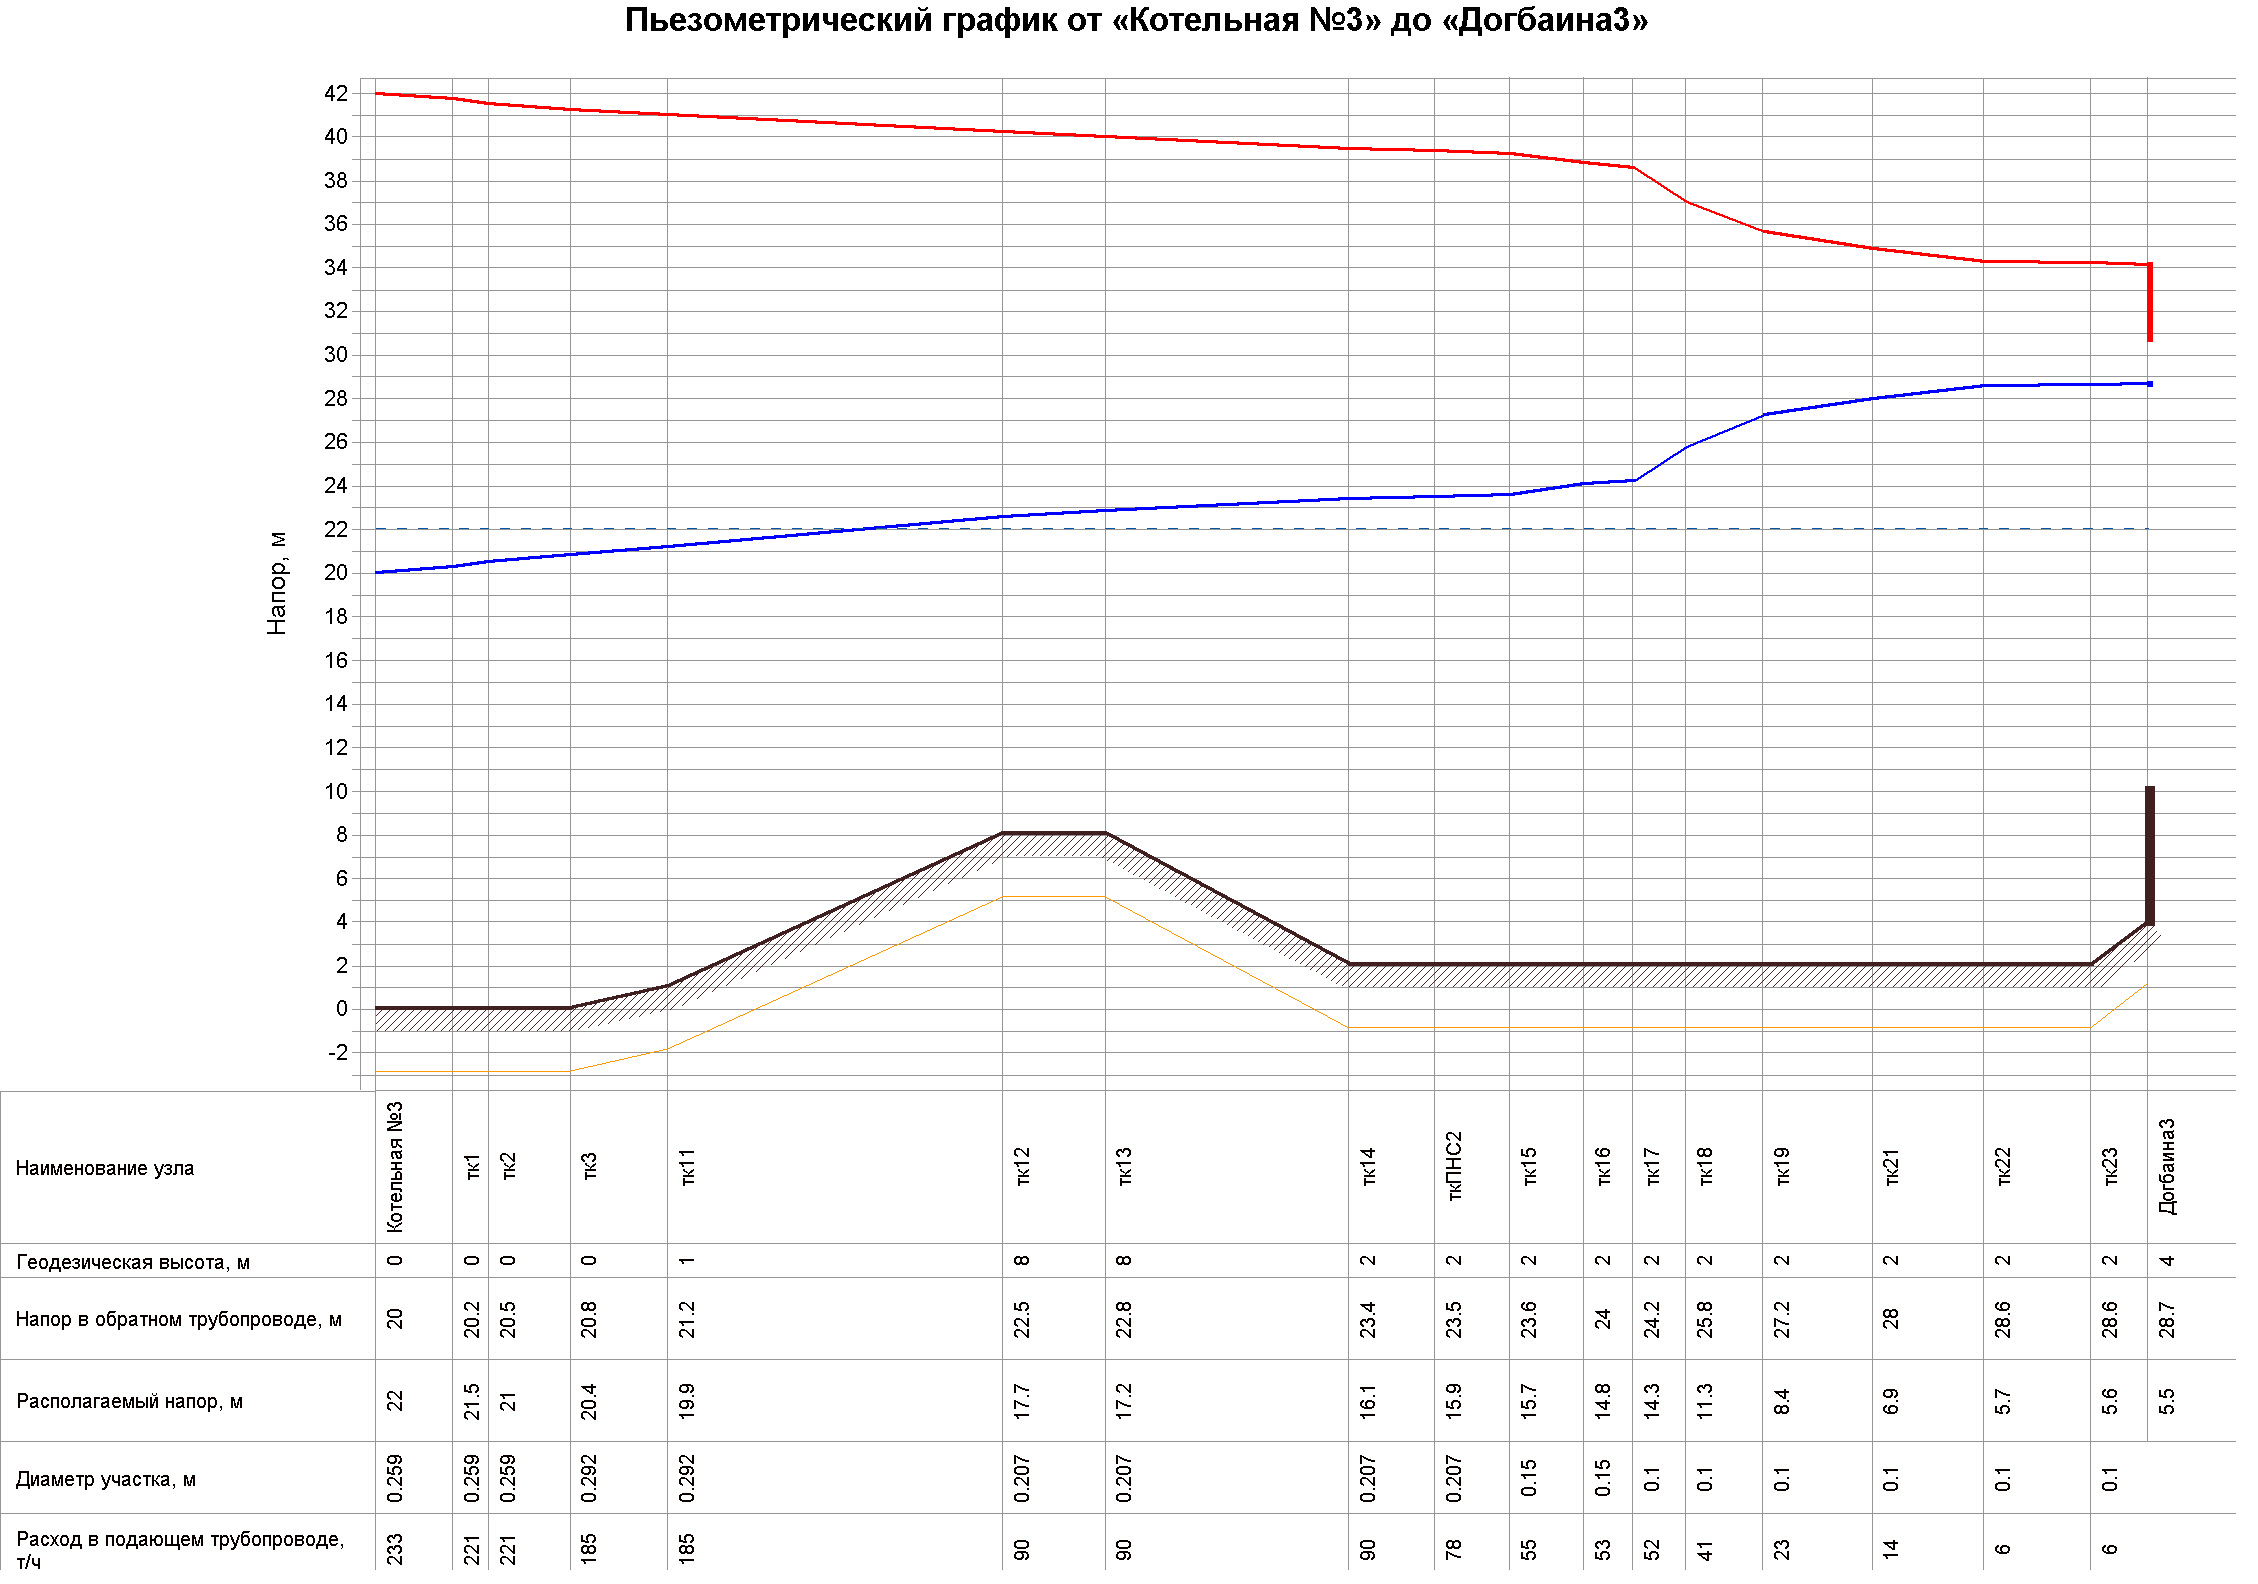 Пьезометрический график от «Котельная №3» до «Догбаина3»
42
40
38
36
34
32
30
28
26
24
22
20
18
16
14
12
10
8
6
4
2
0
-2
Напор, м
Наименование узла Котельная №3 тк1 тк2 тк3 тк11 тк12 тк13 тк14 ткПНС2 тк15 тк16 тк17 тк18 тк19 тк21 тк22 тк23 Догбаина3
Геодезическая высота, м 0 0 0 0 1 8 8 2 2 2 2 2 2 2 2 2 2 4
Напор в обратном трубопроводе, м 20 20.2 20.5 20.8 21.2 22.5 22.8 23.4 23.5 23.6 24 24.2 25.8 27.2 28 28.6 28.6 28.7
Располагаемый напор, м 22 21.5 21 20.4 19.9 17.7 17.2 16.1 15.9 15.7 14.8 14.3 11.3 8.4 6.9 5.7 5.6 5.5
Диаметр участка, м 0.259 0.259 0.259 0.292 0.292 0.207 0.207 0.207 0.207 0.15 0.15 0.1 0.1 0.1 0.1 0.1 0.1
Расход в подающем трубопроводе, 233 221 221 185 185 90 90 90 78 55 53 52 41 23 14 6 6
т/ч